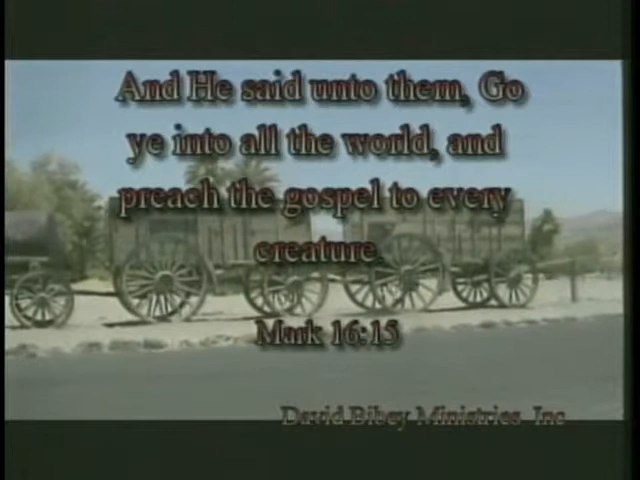 And He said unto them, Go
ye into all the world, and
preach the gospel to every
creature.
Mark 16:15
David Bibey Ministries, Inc